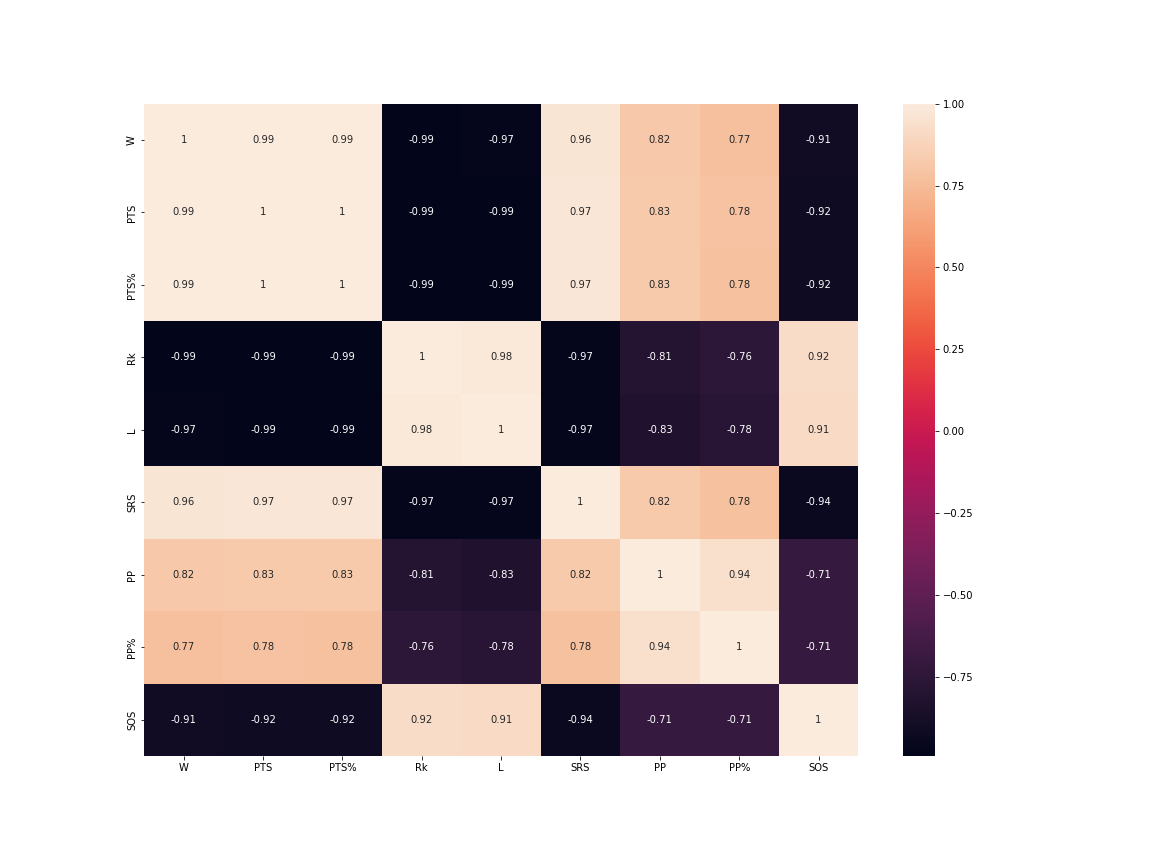 W 1 0.99 0.99 -0.99 -0.97 0.96 0.82 0.77 -0.91
PTS 0.99 1 1 -0.99 -0.99 0.97 0.83 0.78 -0.92
PTS% 0.99 1 1 -0.99 -0.99 0.97 0.83 0.78 -0.92
Rk -0.99 -0.99 -0.99 1 0.98 -0.97 -0.81 -0.76 0.92
L -0.97 -0.99 -0.99 0.98 1 -0.97 -0.83 -0.78 0.91
SRS 0.96 0.97 0.97 -0.97 -0.97 1 0.82 0.78 -0.94
PP 0.82 0.83 0.83 -0.81 -0.83 0.82 1 0.94 -0.71
PP% 0.77 0.78 0.78 -0.76 -0.78 0.78 0.94 1 -0.71
SOS -0.91 -0.92 -0.92 0.92 0.91 -0.94 -0.71 -0.71 1
W PTS PTS% Rk L SRS PP PP% SOS
1.00
0.75
0.50
0.25
0.00
−0.25
−0.50
−0.75